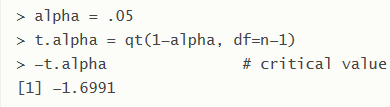 > alpha = .05
> t.alpha = qt(1−alpha, df=n−1)
> −t.alpha # critical value
[1] −1.6991